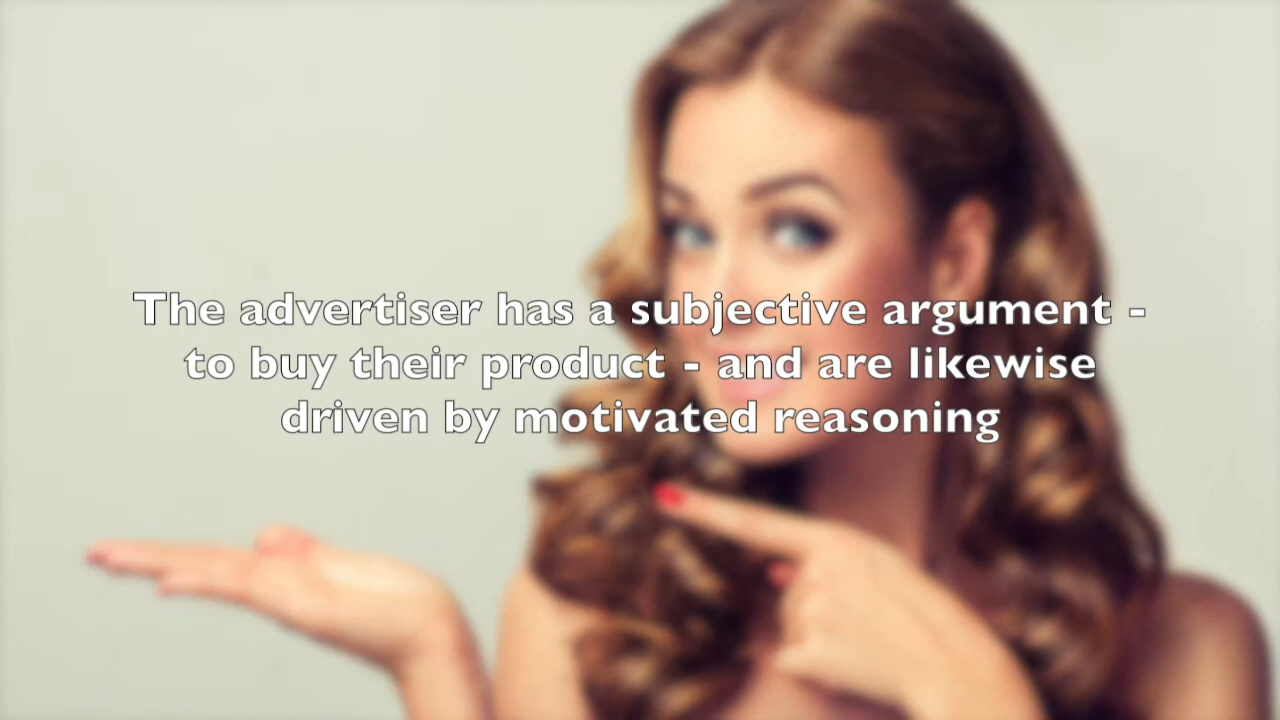 The advertiser has a subjective argument -
to buy their product - and are likewise
driven by motivated reasoning